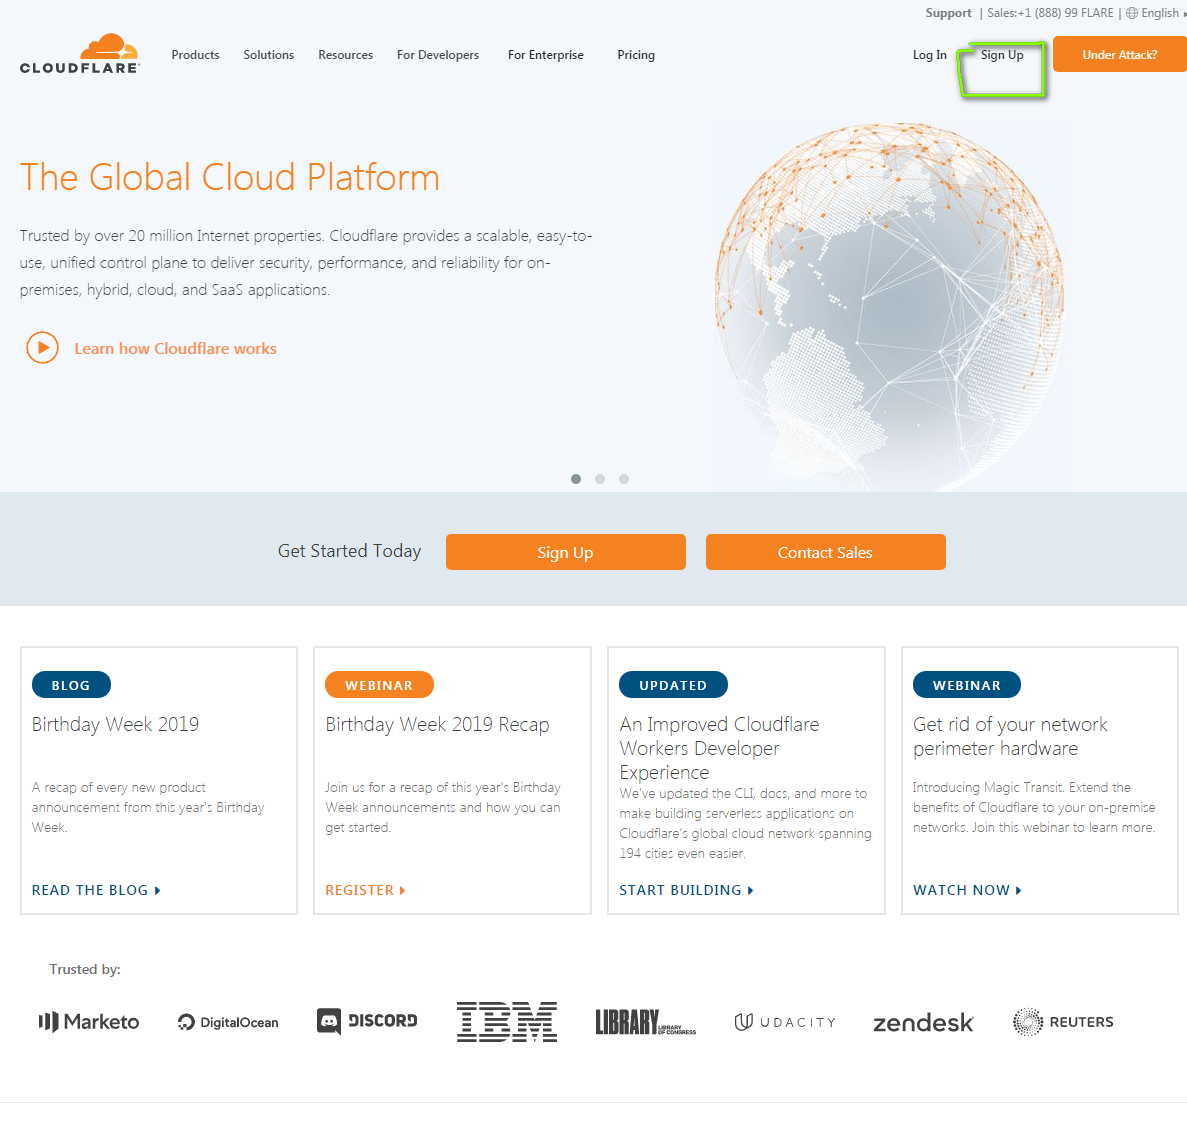 Support | Sales:+1 (888) 99 FLARE | English
CLOUDFLARE
Products Solutions Resources For Developers For Enterprise Pricing Log In Sign Up Under Attack?
The Global Cloud Platform
Trusted by over 20 million Internet properties. Cloudflare provides a scalable, easy-to-
use, unified control plane to deliver security, performance, and reliability for on-
premises, hybrid, cloud, and SaaS applications.
Learn how Cloudflare works
Get Started Today Sign Up Contact Sales
BLOG
Birthday Week 2019
A recap of every new product
announcement from this year's Birthday
Week.
READ THE BLOG
WEBINAR
Birthday Week 2019 Recap
Join us for a recap of this year's Birthday
Week announcements and how you can
get started.
REGISTER
UPDATED
An Improved Cloudflare
Workers Developer
Experience
We've updated the CLI, docs, and more to
make building serverless applications on
Cloudflare's global cloud network spanning
194 cities even easier.
START BUILDING
WEBINAR
Get rid of your network
perimeter hardware
Introducing Magic Transit. Extend the
benefits of Cloudflare to your on-premise
networks. Join this webinar to learn more.
WATCH NOW
Trusted by:
Marketo DigitalOcean DISCORD IBM LIBRARY LIBRARY OF CONGRESS UDACITY zendesk REUTERS